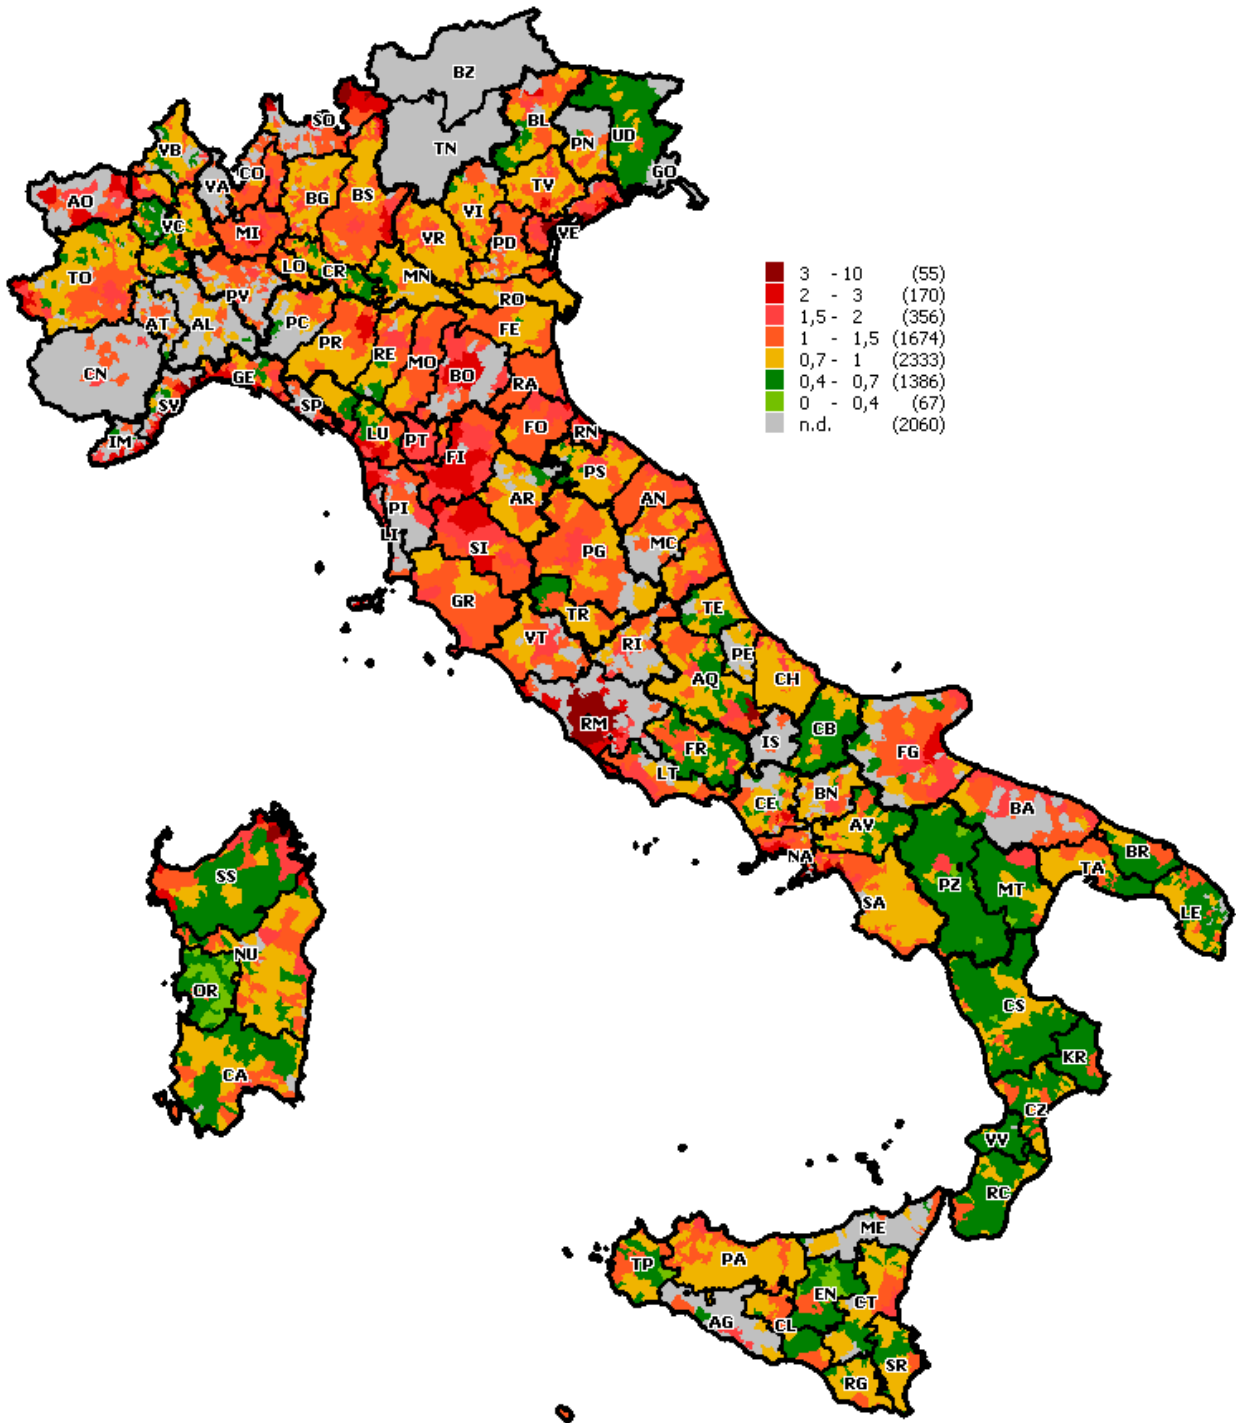 BZ
SO
BL
UD
PN
TN
VB
GO
VA
CO
AO
BG
BS
TV
VI
VC
MI
VR
PD
VE
LO
CR
MN
TO
PV
RO
AT
AL
PC
PR
FE
RE
MO
CN
GE
BO
RA
SV
SP
LU
PT
FO
RN
IM
FI
PS
AR
AN
PI
LI
SI
PG
MC
GR
TR
TE
VT
RI
PE
AQ
CH
RM
CB
IS
FR
FG
LT
CE
BN
BA
AV
NA
BR
PZ
MT
TA
SA
LE
SS
NU
OR
CS
CA
KR
CZ
VV
RC
ME
TP
PA
EN
CT
AG
CL
SR
RG
3 - 10 (55)
2 - 3 (170)
1,5 - 2 (356)
1 - 1,5 (1674)
0,7 - 1 (2333)
0,4 - 0,7 (1386)
0 - 0,4 (67)
n.d. (2060)